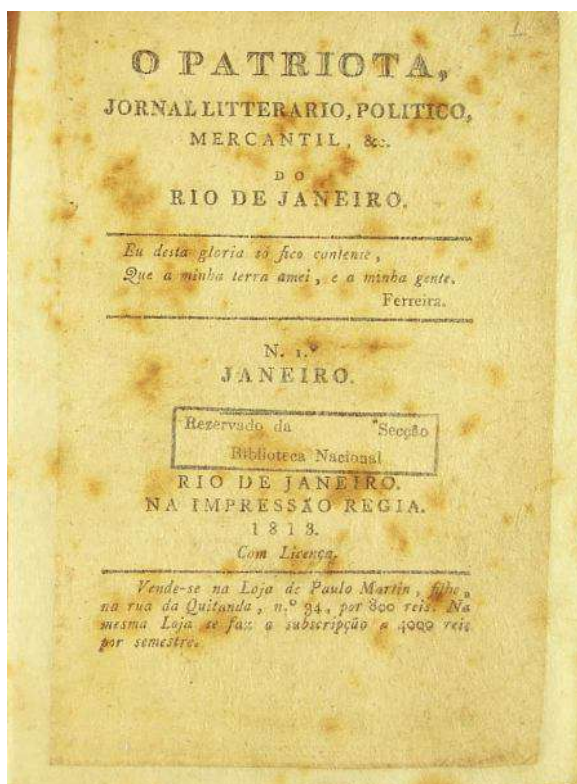 O PATRIOTA,
JORNAL LITTERARIO, POLITICO,
MERCANTIL, &c.
DO
RIO DE JANEIRO.
Eu desta gloria só fico contente,
Que a minha terra amei, e a minha gente.
Ferreira.
N. 1.º
JANEIRO.
Rezervado da Secção
Biblioteca Nacional
RIO DE JANEIRO.
NA IMPRESSÃO REGIA.
1813.
Com Licença.
Vende-se na Loja de Paulo Martin, filho,
na rua da Quitanda, n.º 34, por 800 reis. Na
mesma Loja se faz a subscripção a 4000 reis
por semestre.